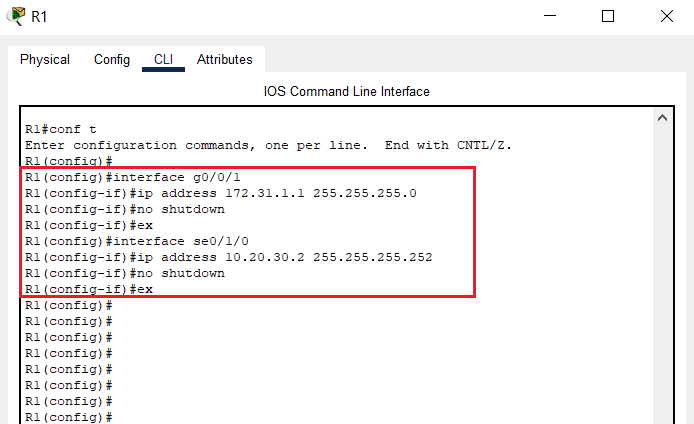 R1
Physical Config CLI Attributes
IOS Command Line Interface
R1#conf t
Enter configuration commands, one per line.  End with CNTL/Z.
R1(config)#
R1(config)#interface g0/0/1
R1(config-if)#ip address 172.31.1.1 255.255.255.0
R1(config-if)#no shutdown
R1(config-if)#ex
R1(config)#interface se0/1/0
R1(config-if)#ip address 10.20.30.2 255.255.255.252
R1(config-if)#no shutdown
R1(config-if)#ex
R1(config)#
R1(config)#
R1(config)#
R1(config)#
R1(config)#
R1(config)#
R1(config)#
R1(config)#